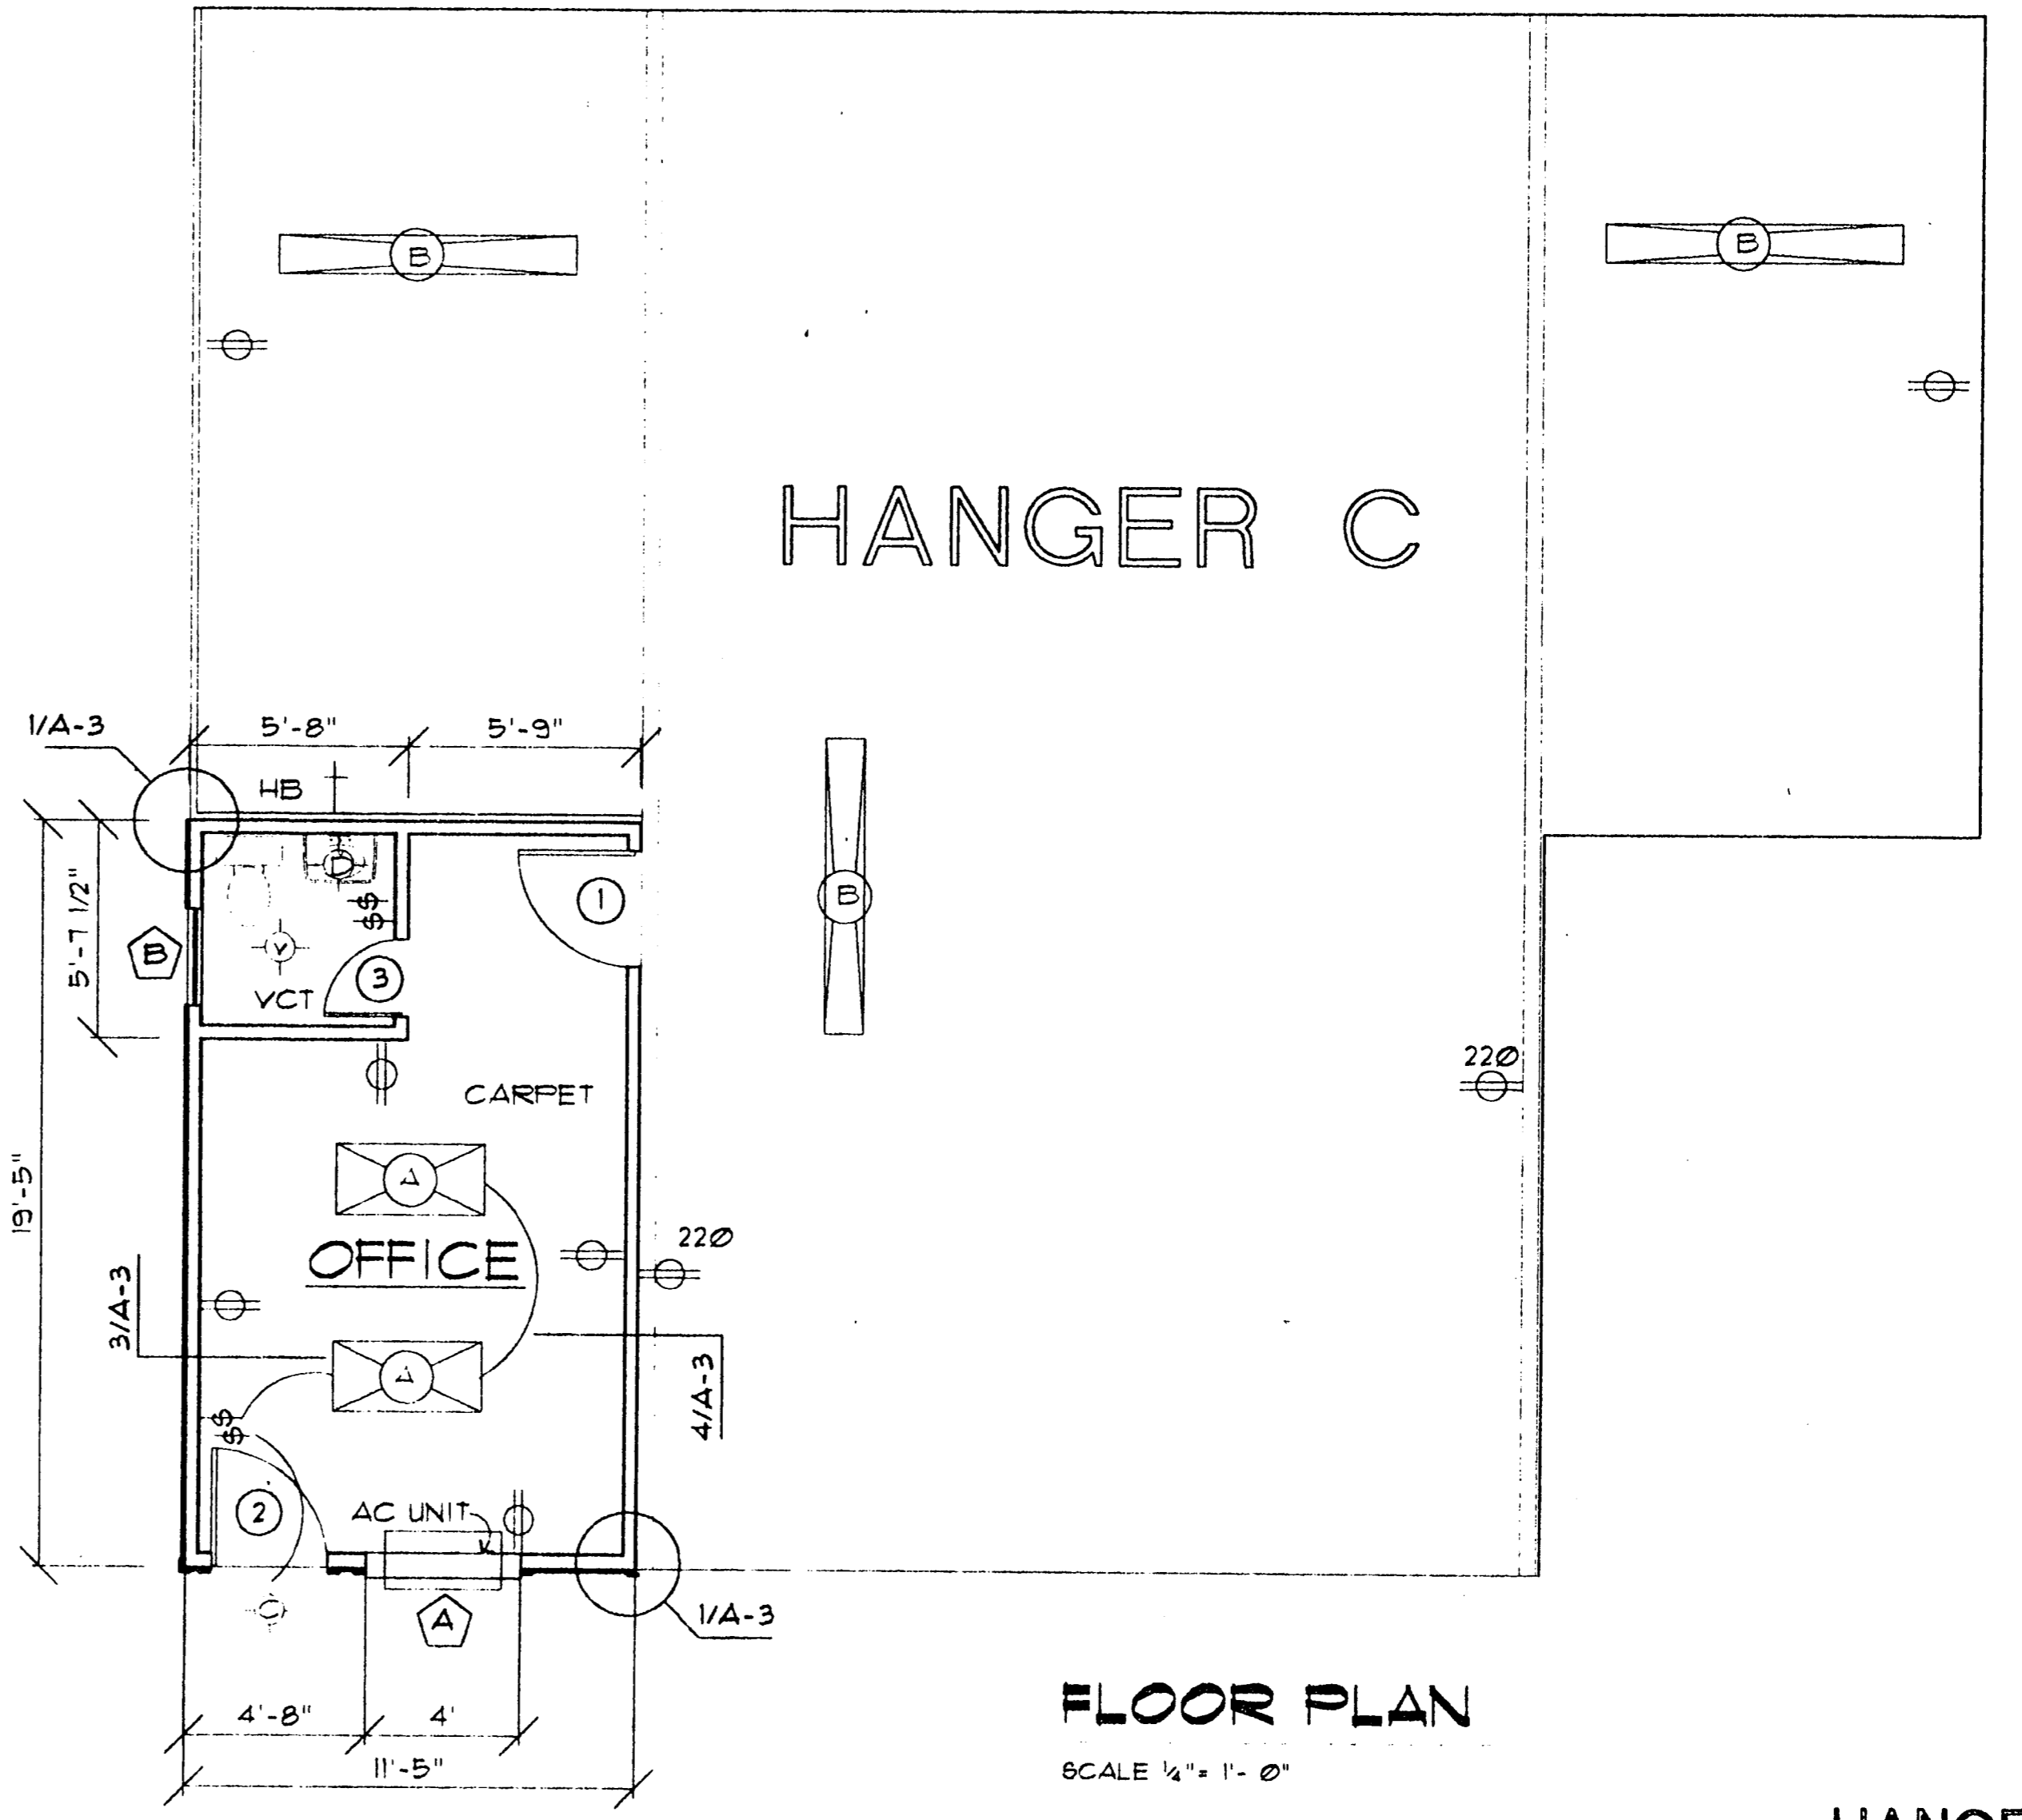 B
B
HANGER C
1/A-3
5'-8"
5'-9"
HB
D
$$
1
B
B
5'-7 1/2"
V
3
VCT
220
CARPET
A
19'-5"
OFFICE
220
3/A-3
A
4/A-3
$$
2
AC UNIT
C
A
1/A-3
4'-8"
4'
11'-5"
FLOOR PLAN
SCALE 1/4" = 1'- 0"